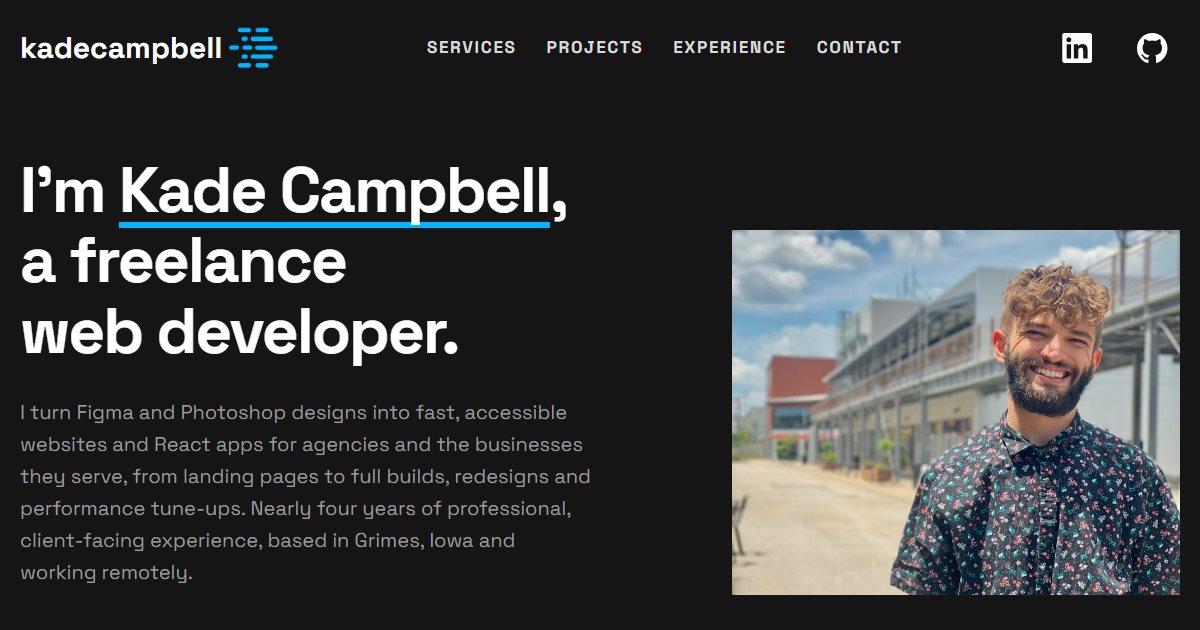 kadecampbell
SERVICES PROJECTS EXPERIENCE CONTACT
in
I’m Kade Campbell,
a freelance
web developer.
I turn Figma and Photoshop designs into fast, accessible
websites and React apps for agencies and the businesses
they serve, from landing pages to full builds, redesigns and
performance tune-ups. Nearly four years of professional,
client-facing experience, based in Grimes, Iowa and
working remotely.